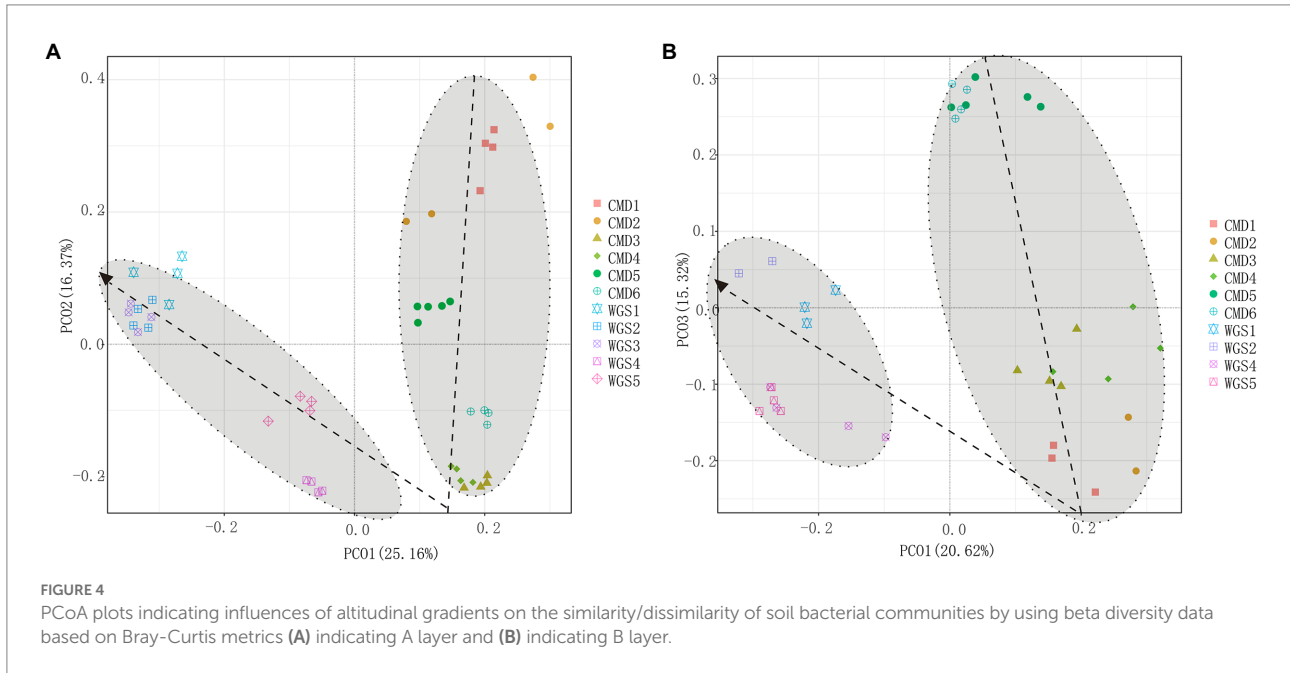 A
0.4
0.2
0.0
-0.2
PCO2(16.37%)
-0.2
0.0
0.2
PCO1(25.16%)
CMD1
CMD2
CMD3
CMD4
CMD5
CMD6
WGS1
WGS2
WGS3
WGS4
WGS5
B
0.3
0.2
0.1
0.0
-0.1
-0.2
PCO3(15.32%)
-0.2
0.0
0.2
PCO1(20.62%)
CMD1
CMD2
CMD3
CMD4
CMD5
CMD6
WGS1
WGS2
WGS4
WGS5
FIGURE 4
PCoA plots indicating influences of altitudinal gradients on the similarity/dissimilarity of soil bacterial communities by using beta diversity data
based on Bray-Curtis metrics (A) indicating A layer and (B) indicating B layer.